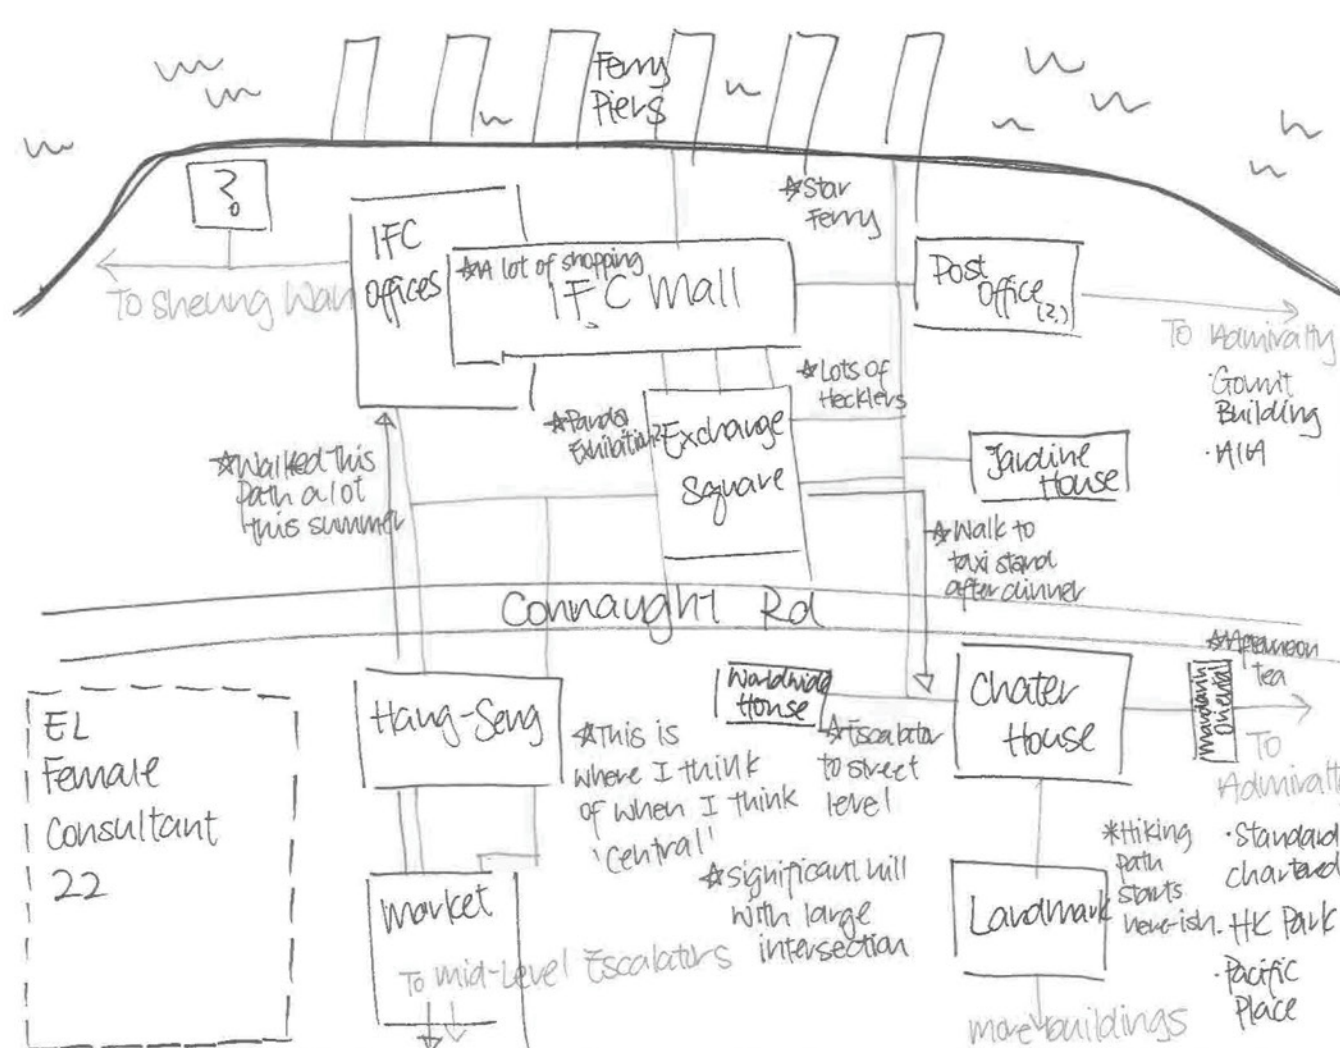 Ferry
Piers
?
☆Star
Ferry
IFC
Offices
☆A lot of shopping
IFC Mall
Post
Office
(?)
To Sheung Wan
To Admiralty
·Gov'mt
Building
·AIA
☆Lots of
Hecklers
☆Panda
Exhibition?
Exchange
Square
Jardine
House
☆Walked this
path a lot
this summer
☆Walk to
taxi stand
after dinner
Connaught Rd
☆Afternoon
tea
EL
Female
Consultant
22
Hang-Seng
Worldwide
House
Chater
House
Mandarin
Oriental
☆This is
where I think
of when I think
'Central'
☆Escalator
to street
level
To
Admiralty
·Standard
chartered
·HK Park
·Pacific
Place
*Hiking
path
starts
here-ish.
☆Significant hill
with large
intersection
Market
Landmark
To Mid-Level Escalators
more buildings